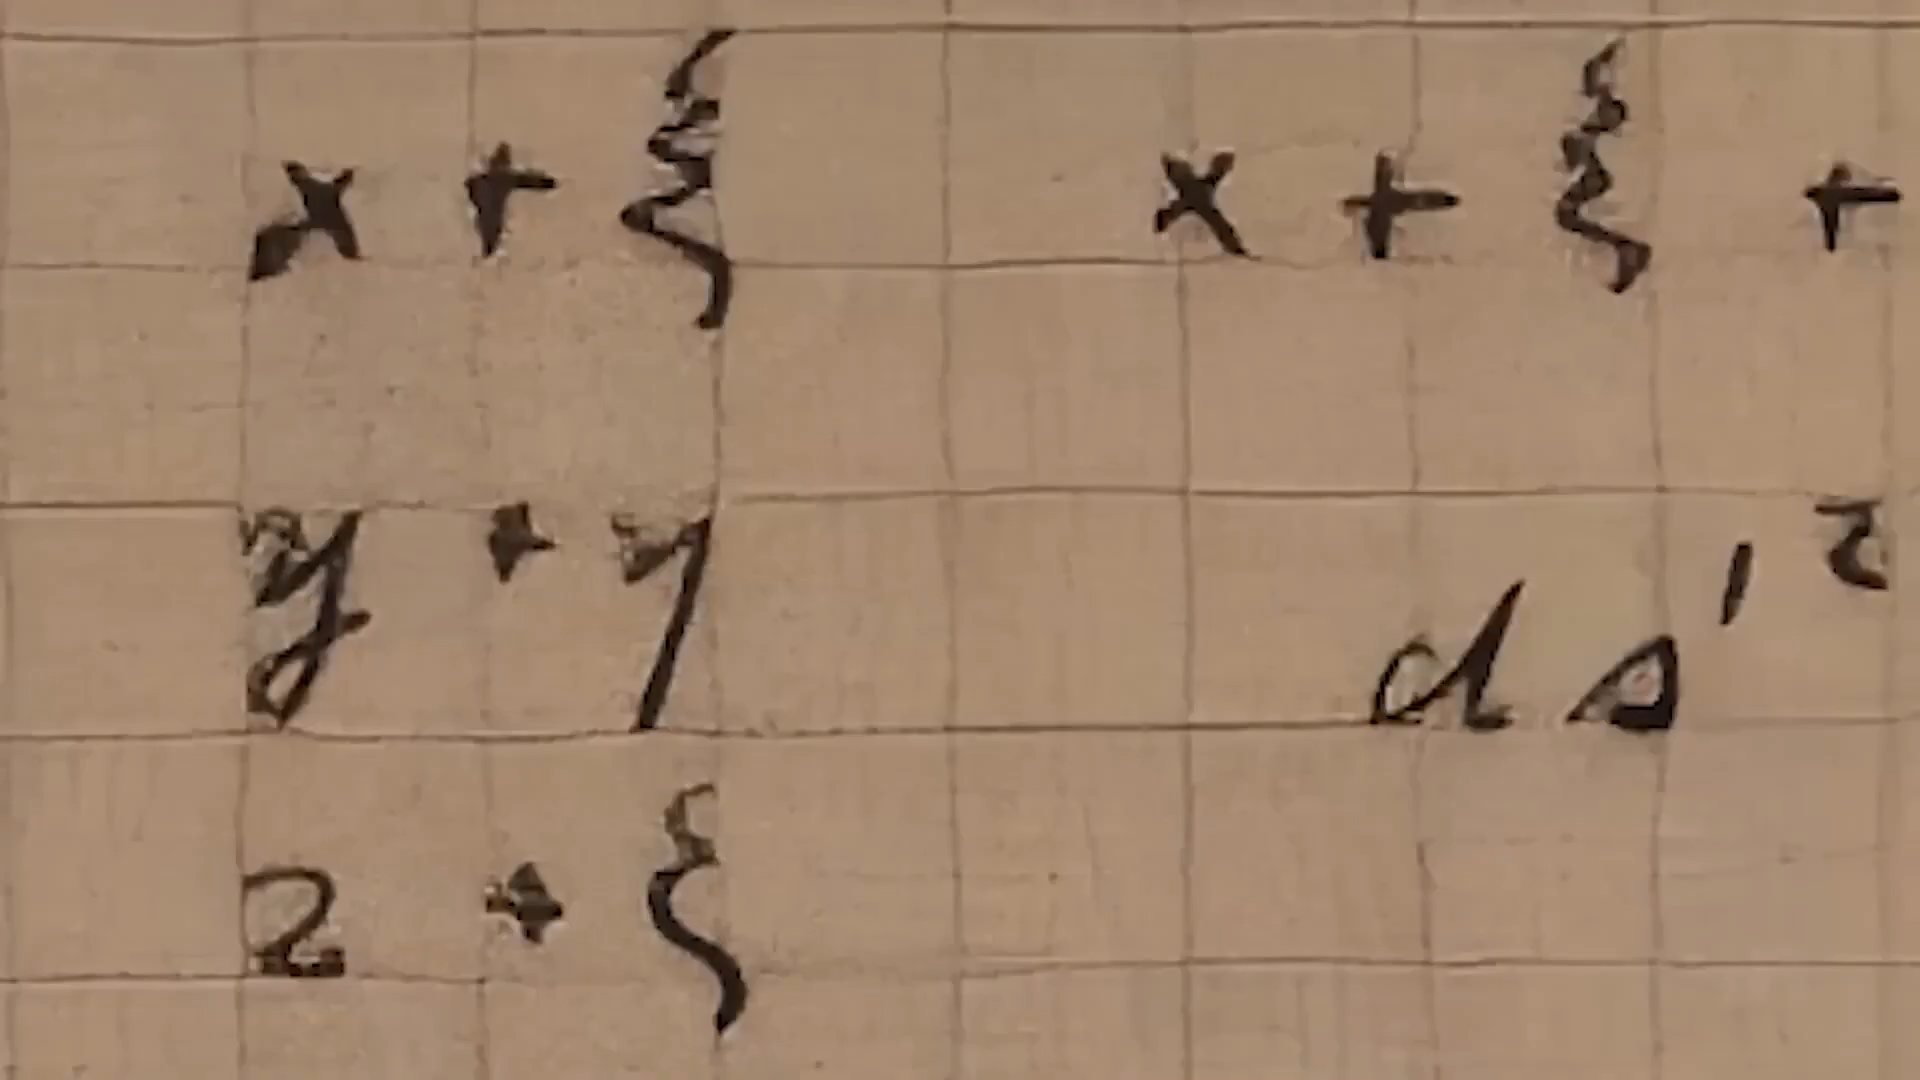 x + ξ x + ξ +
y + η ds'²
z + ζ